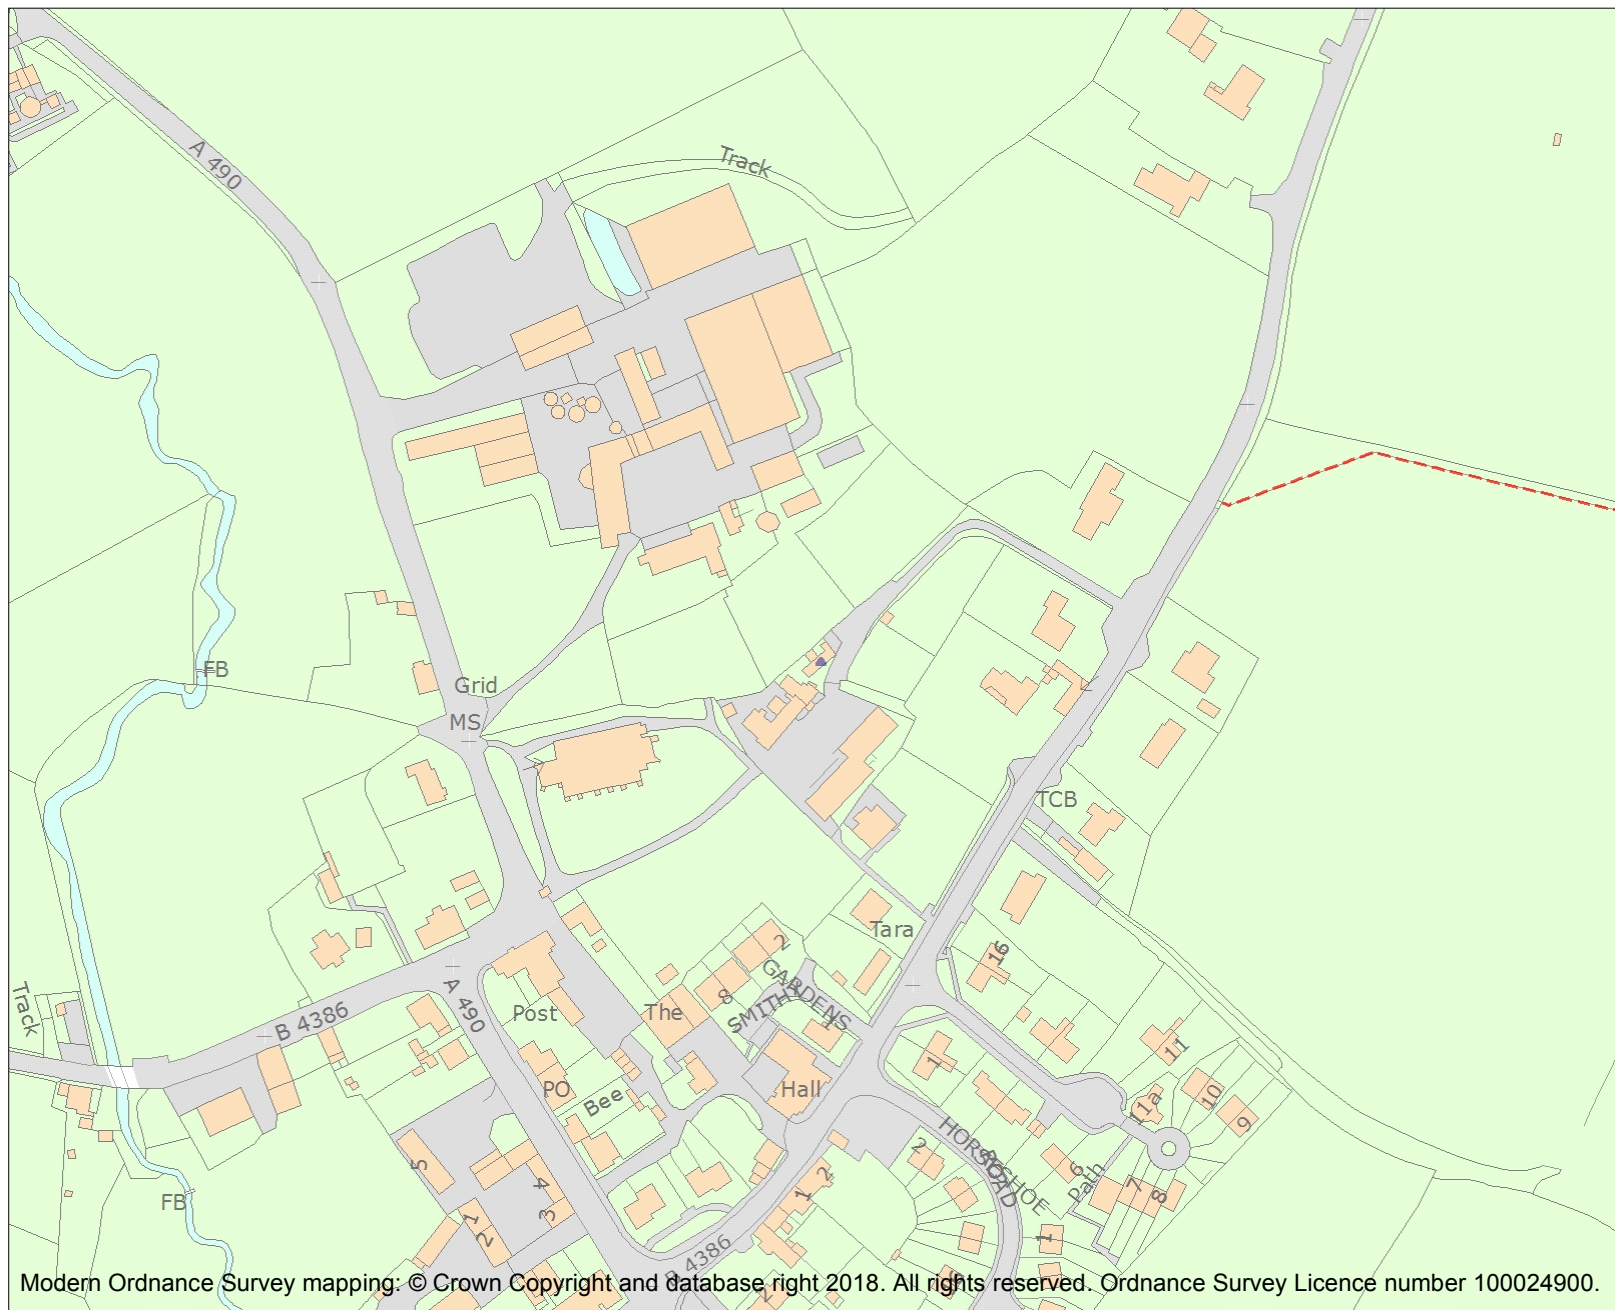 A 490
Track
FB
Grid
MS
TCB
Tara
16
2
8
GARDENS
SMITHY
1
Track
B 4386
A 490
Post
The
PO
Bee
Hall
1
11
10
11a
9
HORSESHOE
ROAD
2
6
Path
7
8
5
4
3
1
2
FB
1
2
1
B 4386
2
Modern Ordnance Survey mapping: © Crown Copyright and database right 2018. All rights reserved. Ordnance Survey Licence number 100024900.